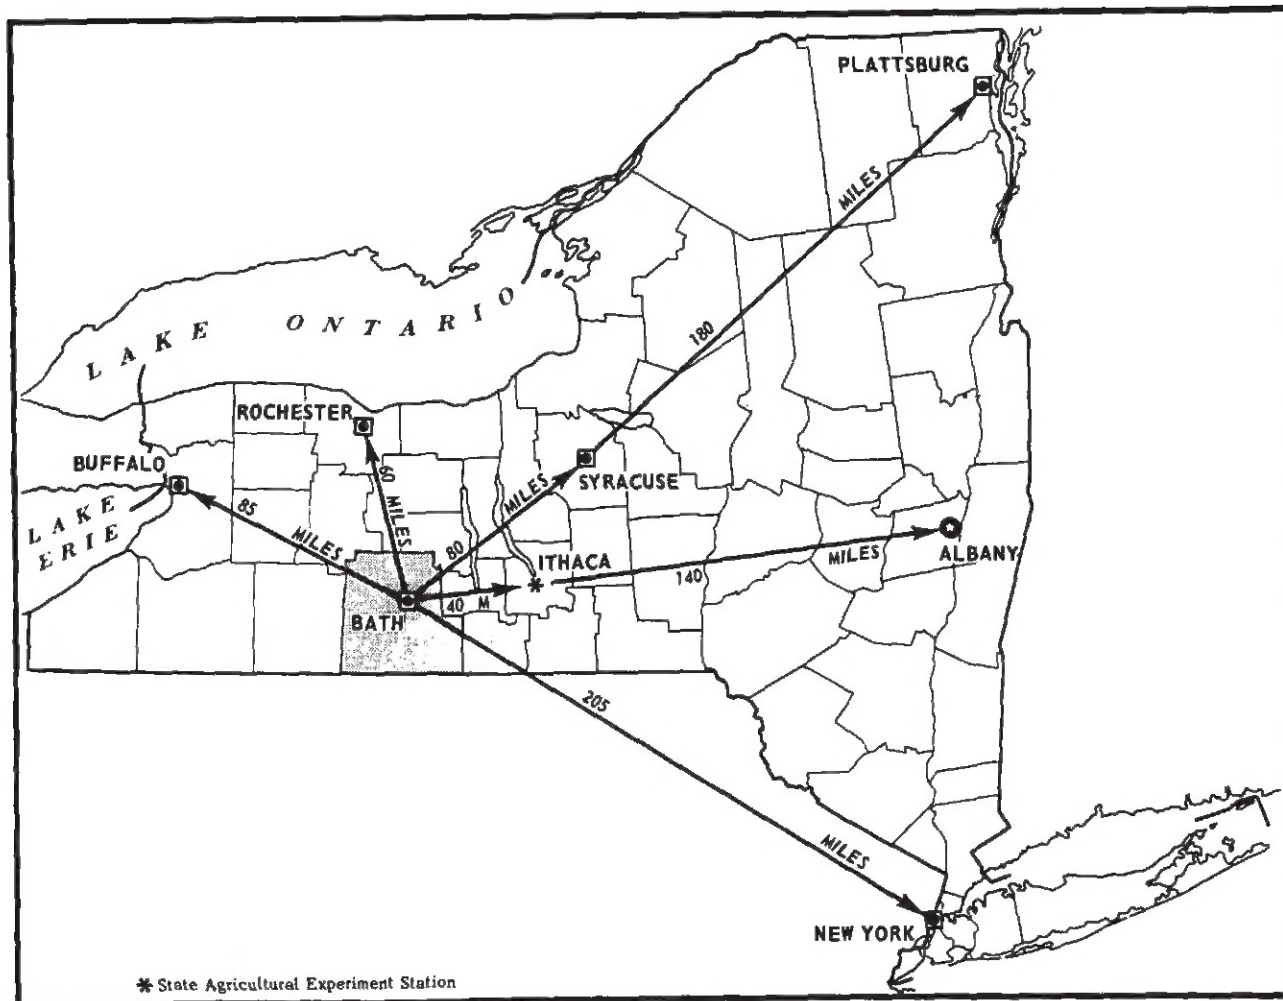 PLATTSBURG
MILES
180
LAKE ONTARIO
ROCHESTER
BUFFALO
60 MILES
SYRACUSE
MILES
80
LAKE
ERIE
85 MILES
ITHACA
ALBANY
MILES
140
40 M
BATH
205
MILES
NEW YORK
* State Agricultural Experiment Station